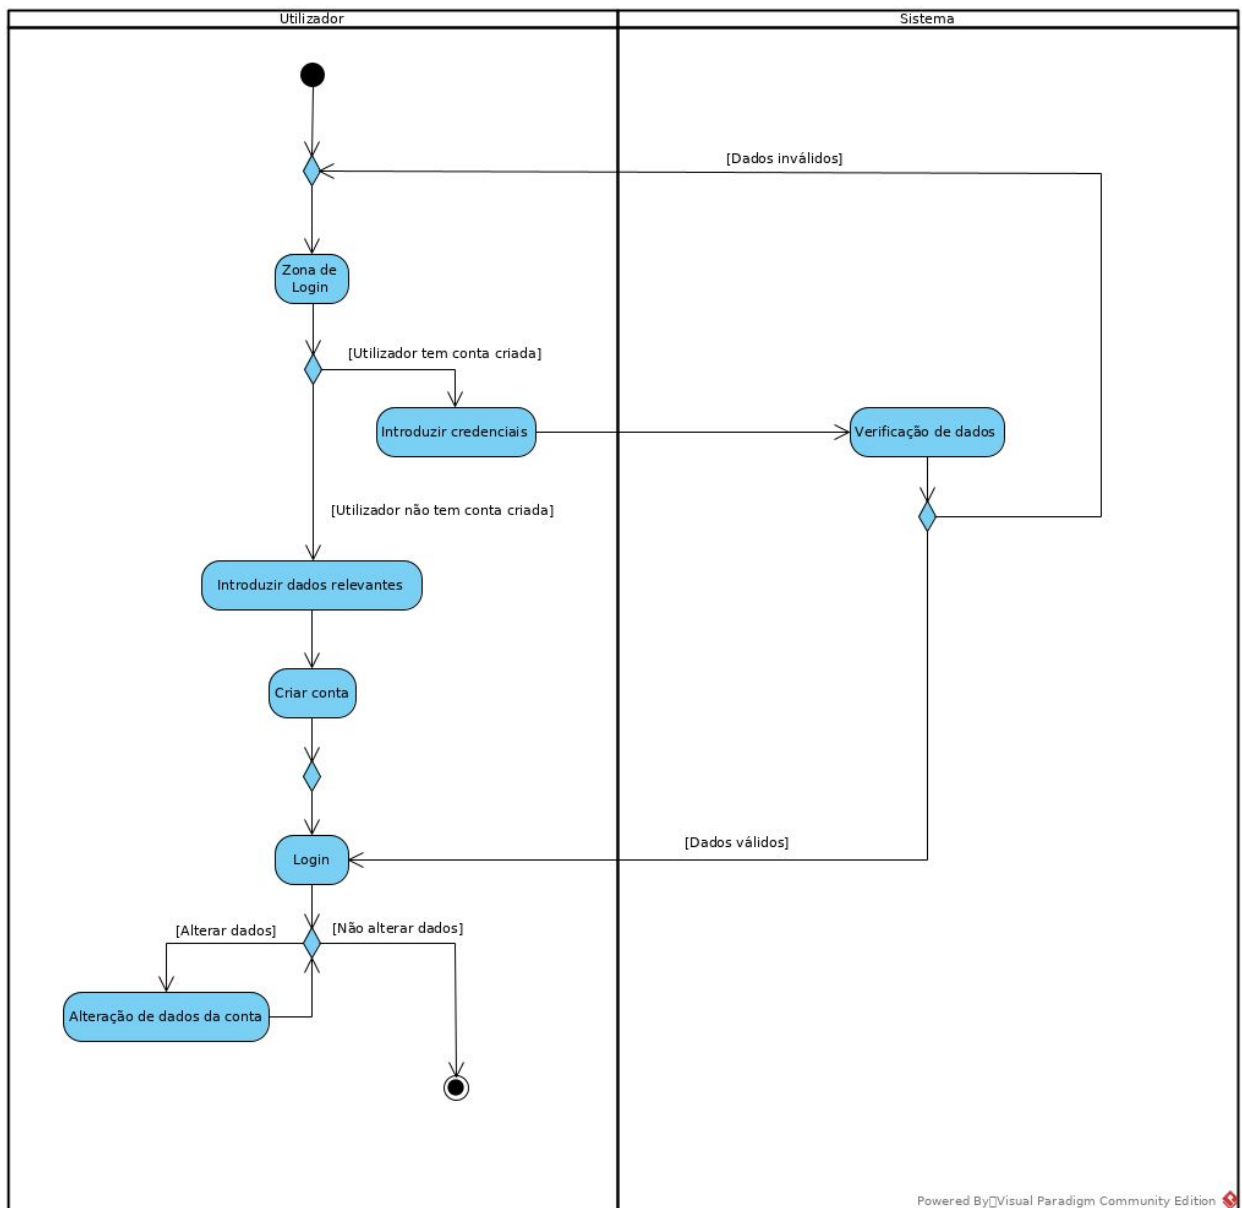 Utilizador
Sistema
[Dados inválidos]
Zona de
Login
[Utilizador tem conta criada]
Introduzir credenciais
Verificação de dados
[Utilizador não tem conta criada]
Introduzir dados relevantes
Criar conta
[Dados válidos]
Login
[Alterar dados]
[Não alterar dados]
Alteração de dados da conta
Powered By Visual Paradigm Community Edition